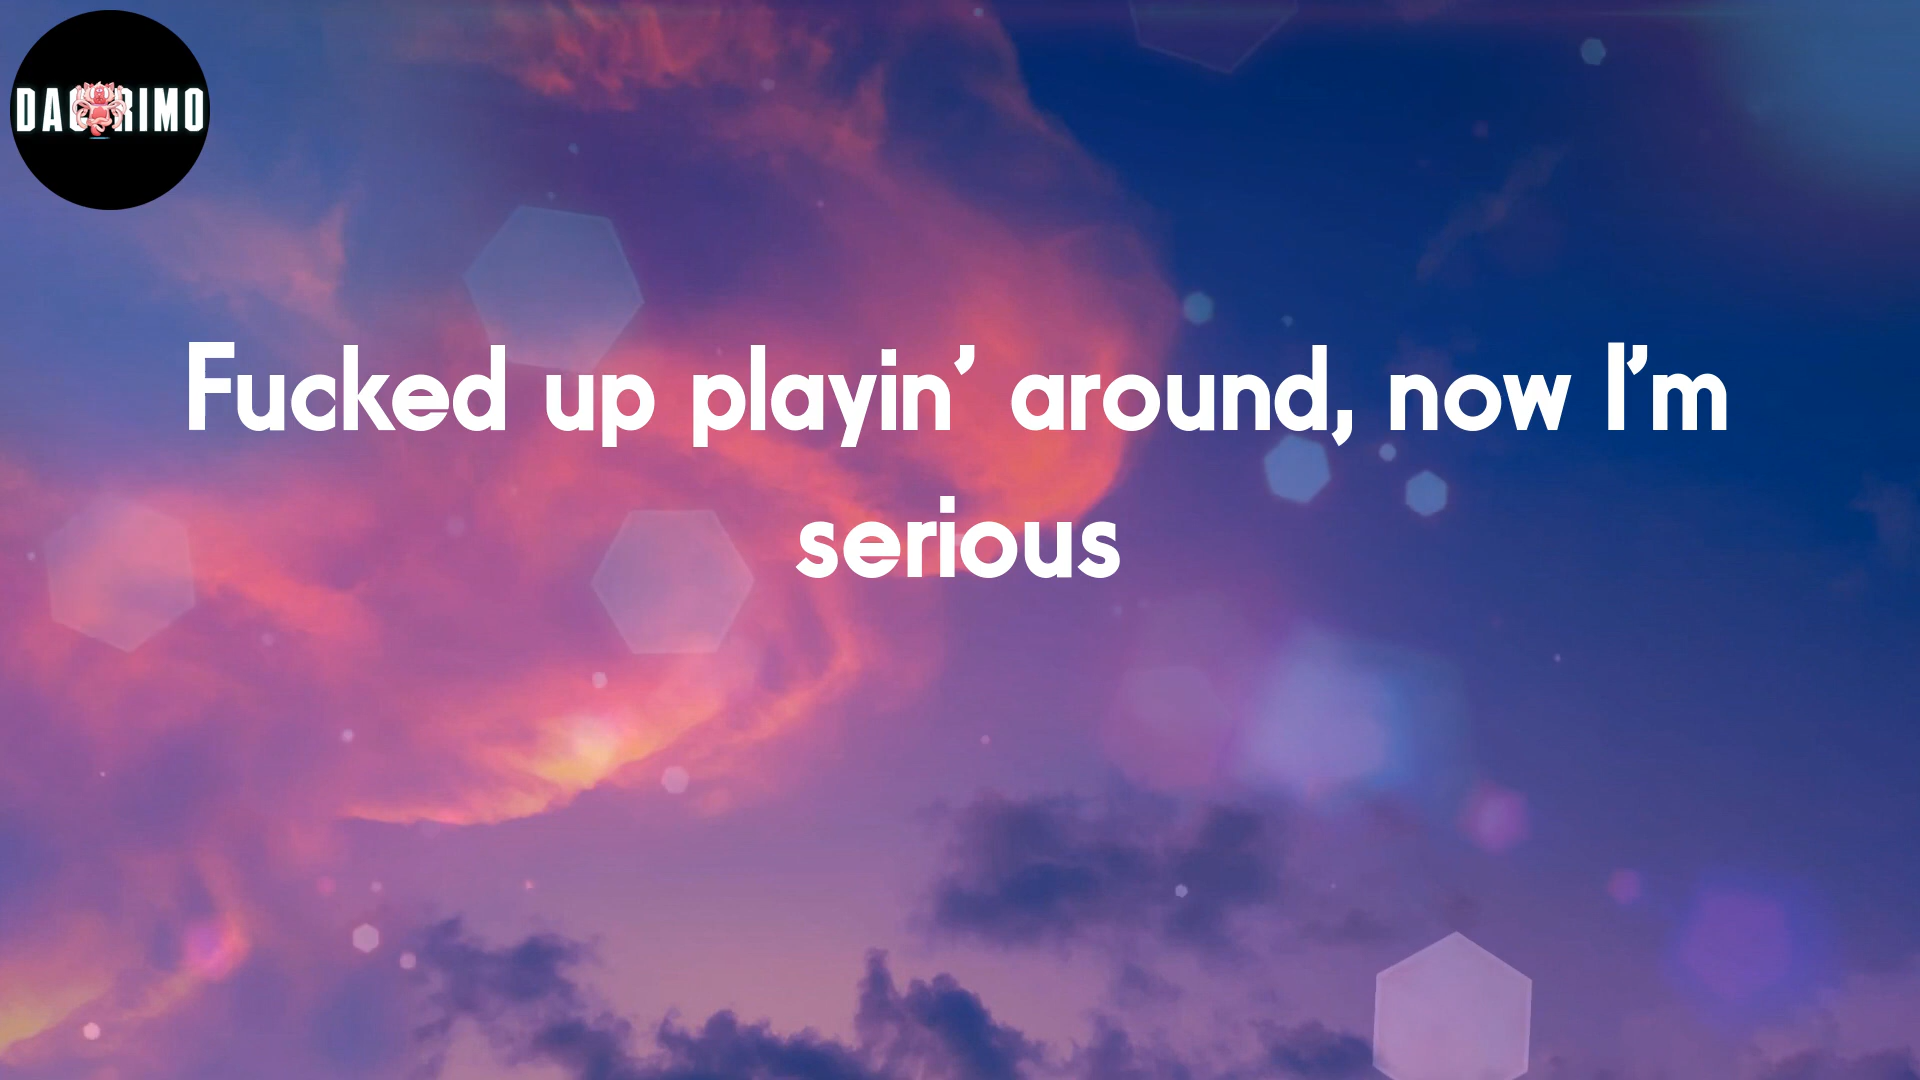 Fucked up playin’ around, now I’m
serious